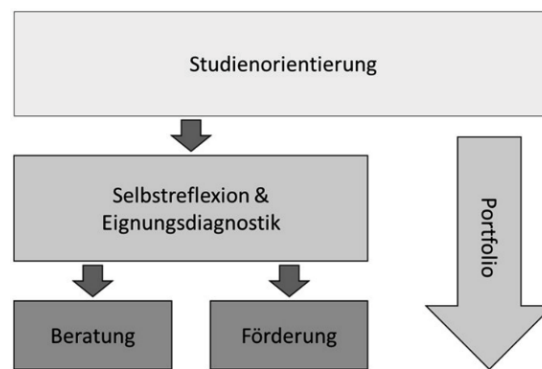 Studienorientierung
Selbstreflexion &
Eignungsdiagnostik
Portfolio
Beratung
Förderung